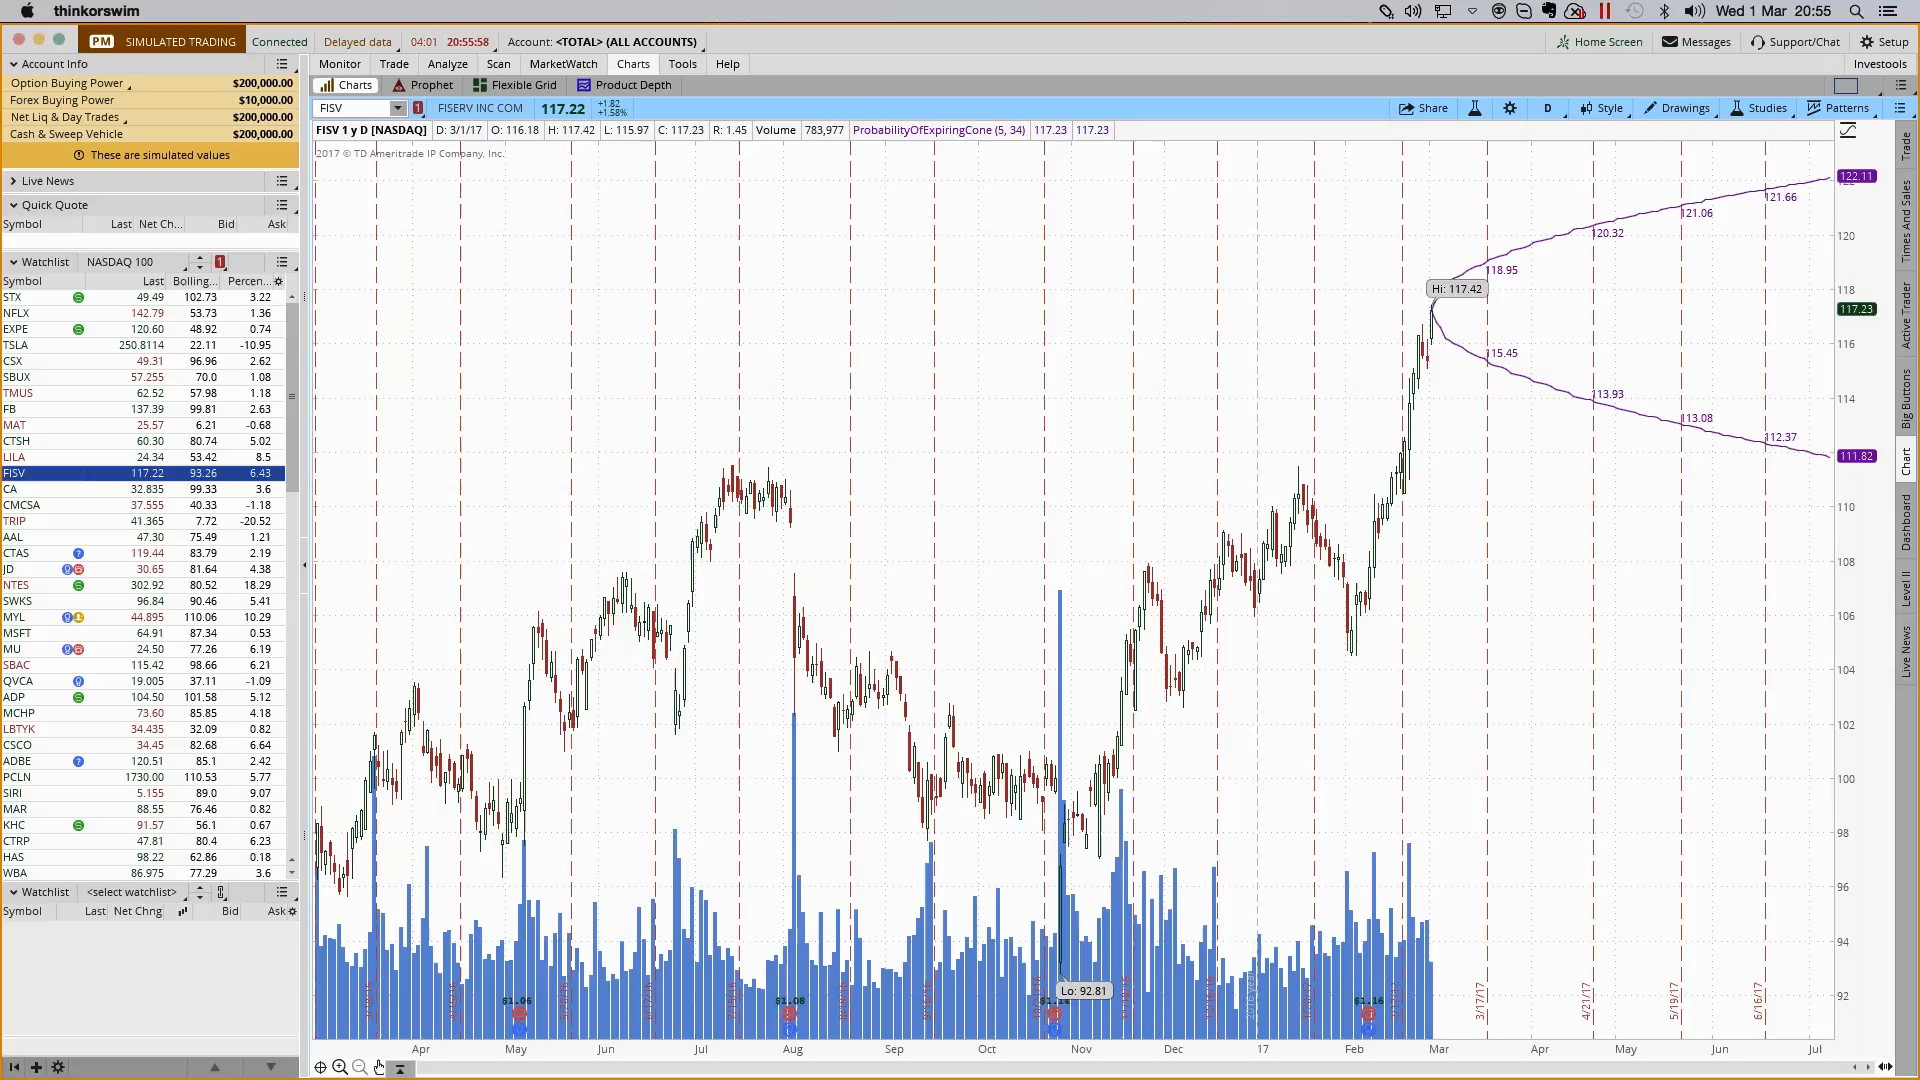 thinkorswim
Wed 1 Mar 20:55
PM SIMULATED TRADING Connected Delayed data 04:01 20:55:58 Account: <TOTAL> (ALL ACCOUNTS) Home Screen Messages Support/Chat Setup
Account Info
Option Buying Power $200,000.00
Forex Buying Power $10,000.00
Net Liq & Day Trades $200,000.00
Cash & Sweep Vehicle $200,000.00
These are simulated values
Live News
Quick Quote
Symbol Last Net Ch... Bid Ask
Watchlist NASDAQ 100 1
Symbol Last Bolling... Percen...
STX 49.49 102.73 3.22
NFLX 142.79 53.73 1.36
EXPE 120.60 48.92 0.74
TSLA 250.8114 22.11 -10.95
CSX 49.31 96.96 2.62
SBUX 57.255 70.0 1.08
TMUS 62.52 57.98 1.18
FB 137.39 99.81 2.63
MAT 25.57 6.21 -0.68
CTSH 60.30 80.74 5.02
LILA 24.34 53.42 8.5
FISV 117.22 93.26 6.43
CA 32.835 99.33 3.6
CMCSA 37.555 40.33 -1.18
TRIP 41.365 7.72 -20.52
AAL 47.30 75.49 1.21
CTAS 119.44 83.79 2.19
JD 30.65 81.64 4.38
NTES 302.92 80.52 18.29
SWKS 96.84 90.46 5.41
MYL 44.895 110.06 10.29
MSFT 64.91 87.34 0.53
MU 24.50 77.26 6.19
SBAC 115.42 98.66 6.21
QVCA 19.005 37.11 -1.09
ADP 104.50 101.58 5.12
MCHP 73.60 85.85 4.18
LBTYK 34.435 32.09 0.82
CSCO 34.45 82.68 6.64
ADBE 120.51 85.1 2.42
PCLN 1730.00 110.53 5.77
SIRI 5.155 89.0 9.07
MAR 88.55 76.46 0.82
KHC 91.57 56.1 0.67
CTRP 47.81 80.4 6.23
HAS 98.22 62.86 0.18
WBA 86.975 77.29 3.6
Watchlist <select watchlist>
Symbol Last Net Chng Bid Ask
Monitor Trade Analyze Scan MarketWatch Charts Tools Help Investools
Charts Prophet Flexible Grid Product Depth
FISV 1 FISERV INC COM 117.22 +1.82 +1.58% Share D Style Drawings Studies Patterns
FISV 1 y D [NASDAQ] D: 3/1/17 O: 116.18 H: 117.42 L: 115.97 C: 117.23 R: 1.45 Volume 783,977 ProbabilityOfExpiringCone (5, 34) 117.23 117.23
2017 © TD Ameritrade IP Company, Inc.
122.11
121.66
121.06
120.32
120
118.95
118
Hi: 117.42
117.23
116
115.45
114
113.93
113.08
112.37
111.82
110
108
106
104
102
100
98
96
94
92
Lo: 92.81
$1.06
$1.08
$1.16
3/17/17
4/21/17
5/19/17
6/16/17
Apr May Jun Jul Aug Sep Oct Nov Dec 17 Feb Mar Apr May Jun Jul
Trade
Times And Sales
Active Trader
Big Buttons
Chart
Dashboard
Level II
Live News